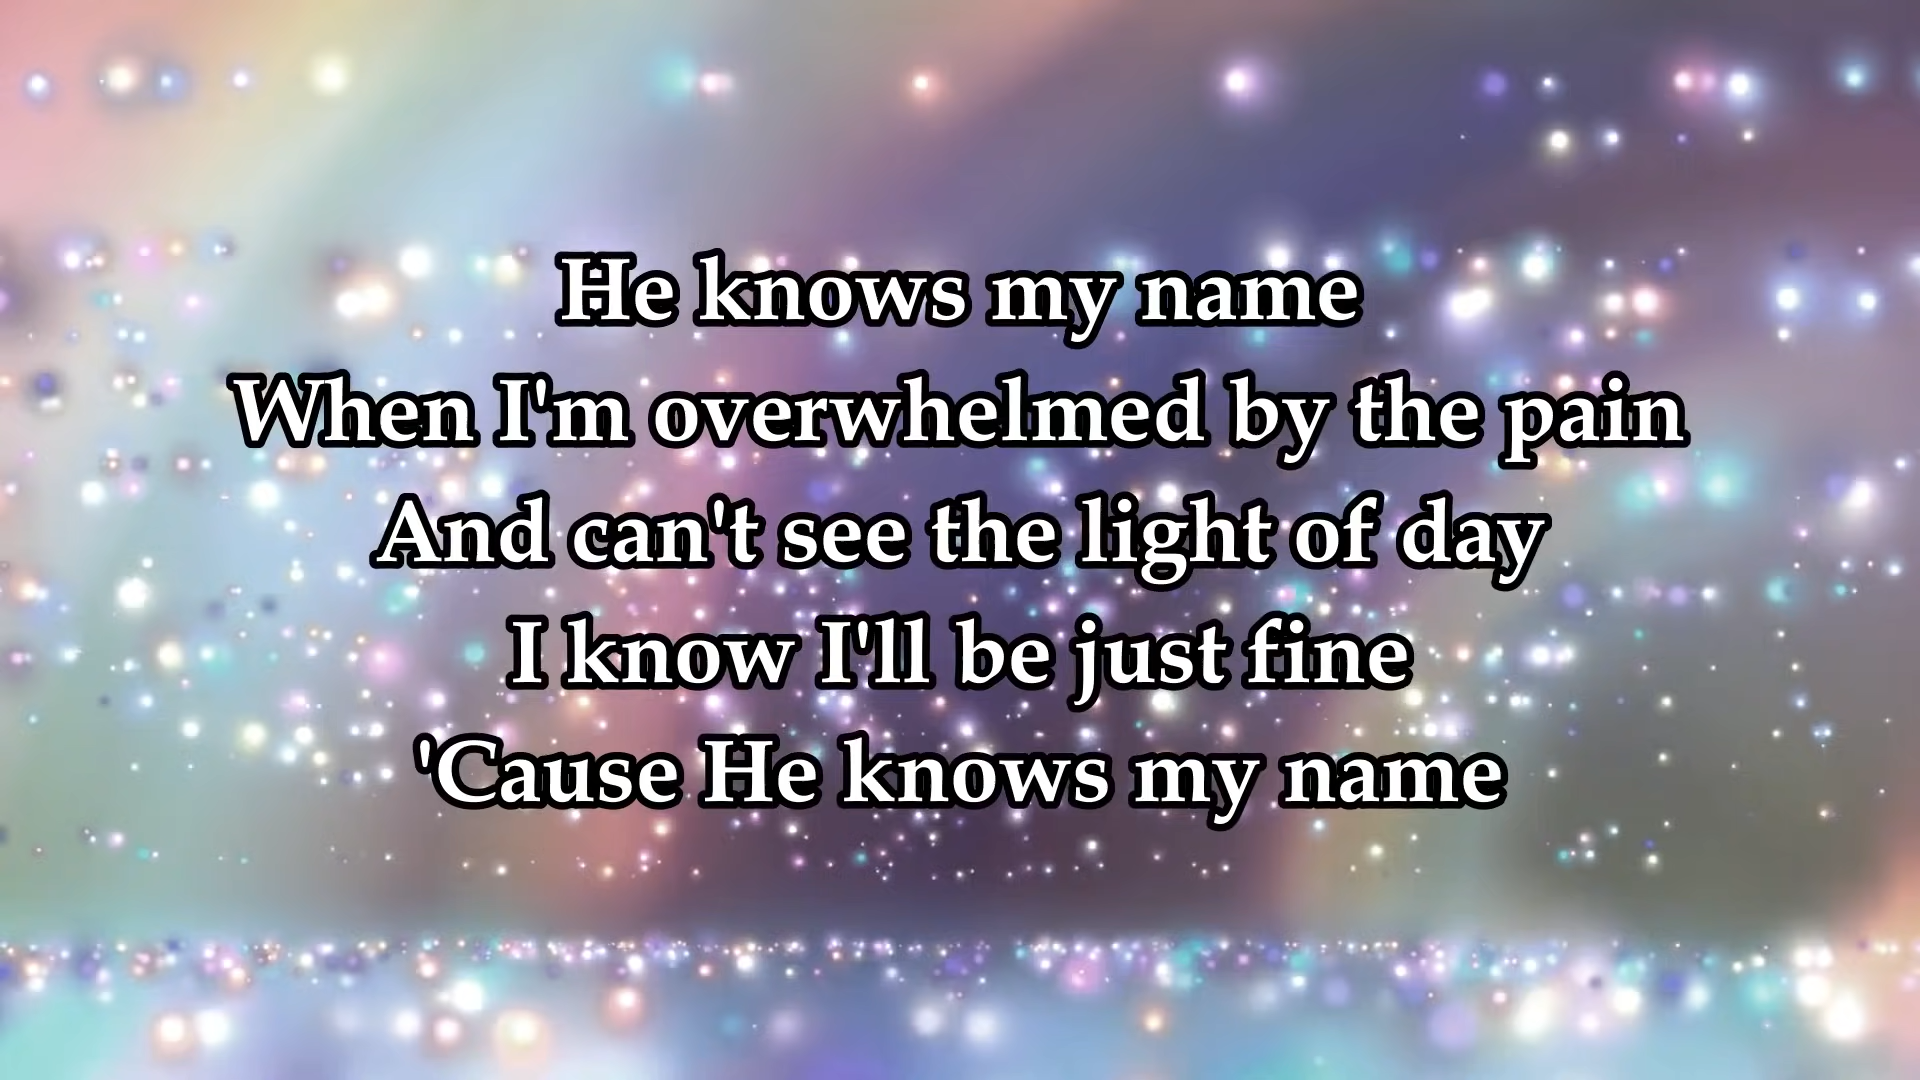 He knows my name
When I'm overwhelmed by the pain
And can't see the light of day
I know I'll be just fine
'Cause He knows my name